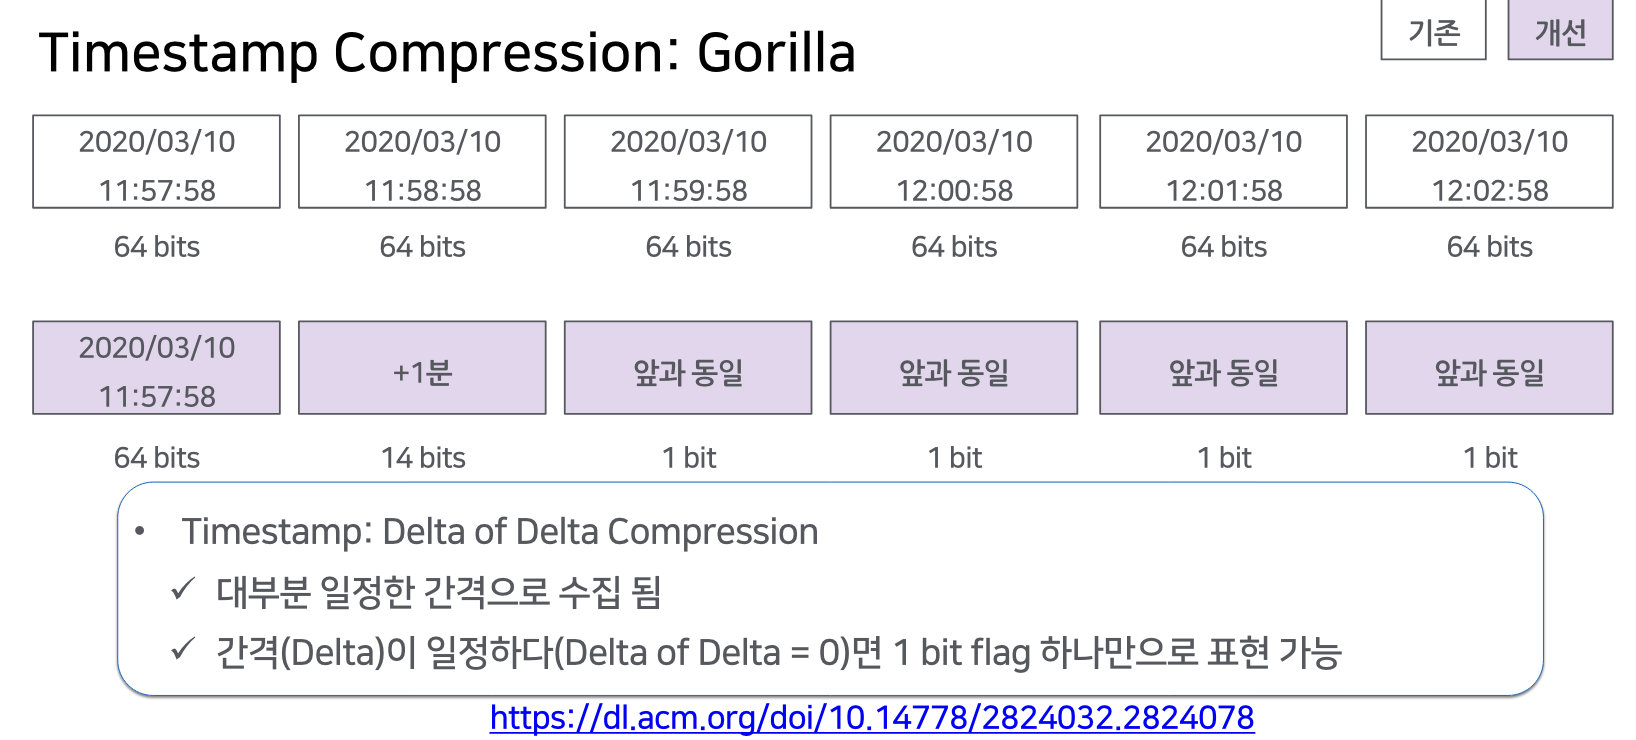 Timestamp Compression: Gorilla
기존
개선
2020/03/10
11:57:58
2020/03/10
11:58:58
2020/03/10
11:59:58
2020/03/10
12:00:58
2020/03/10
12:01:58
2020/03/10
12:02:58
64 bits
64 bits
64 bits
64 bits
64 bits
64 bits
2020/03/10
11:57:58
+1분
앞과 동일
앞과 동일
앞과 동일
앞과 동일
64 bits
14 bits
1 bit
1 bit
1 bit
1 bit
• Timestamp: Delta of Delta Compression
✓ 대부분 일정한 간격으로 수집 됨
✓ 간격(Delta)이 일정하다(Delta of Delta = 0)면 1 bit flag 하나만으로 표현 가능
https://dl.acm.org/doi/10.14778/2824032.2824078